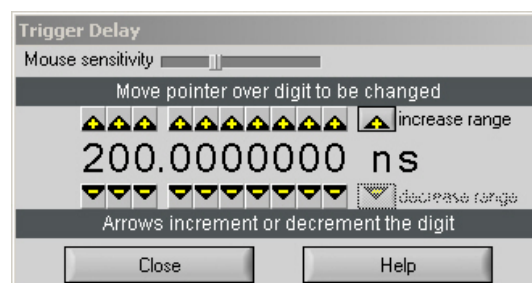 Trigger Delay
Mouse sensitivity
Move pointer over digit to be changed
increase range
200.0000000 ns
decrease range
Arrows increment or decrement the digit
Close Help